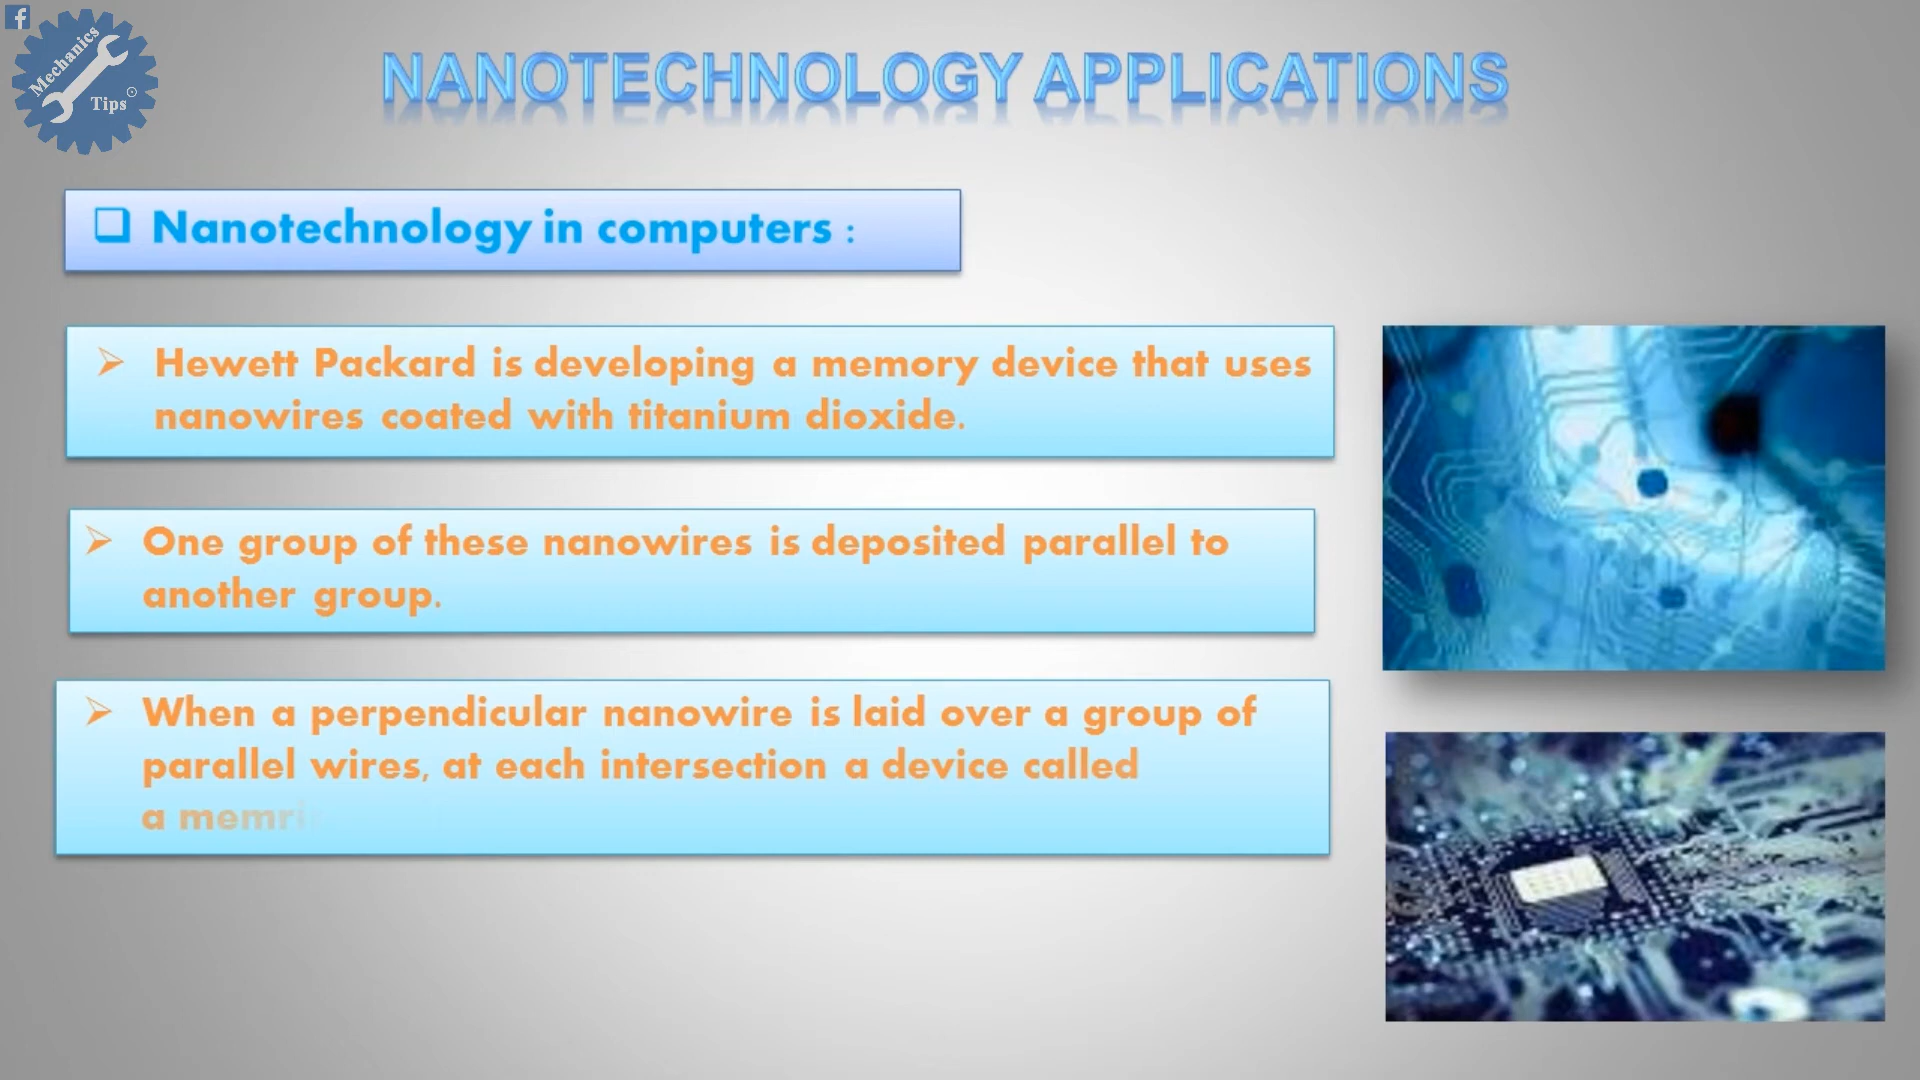 Mechanics
Tips
NANOTECHNOLOGY APPLICATIONS
Nanotechnology in computers :
Hewett Packard is developing a memory device that uses
nanowires coated with titanium dioxide.
One group of these nanowires is deposited parallel to
another group.
When a perpendicular nanowire is laid over a group of
parallel wires, at each intersection a device called
a memri